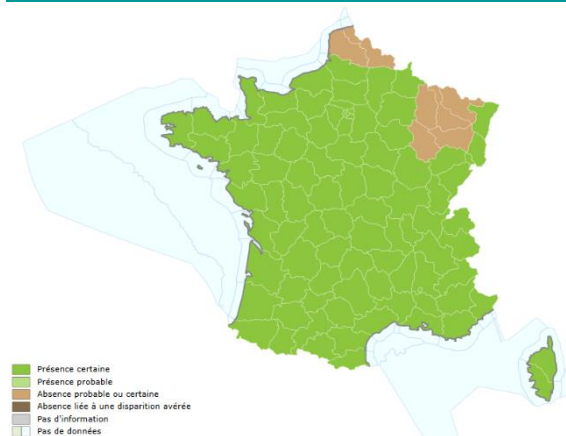 Présence certaine
Présence probable
Absence probable ou certaine
Absence liée à une disparition avérée
Pas d'information
Pas de données